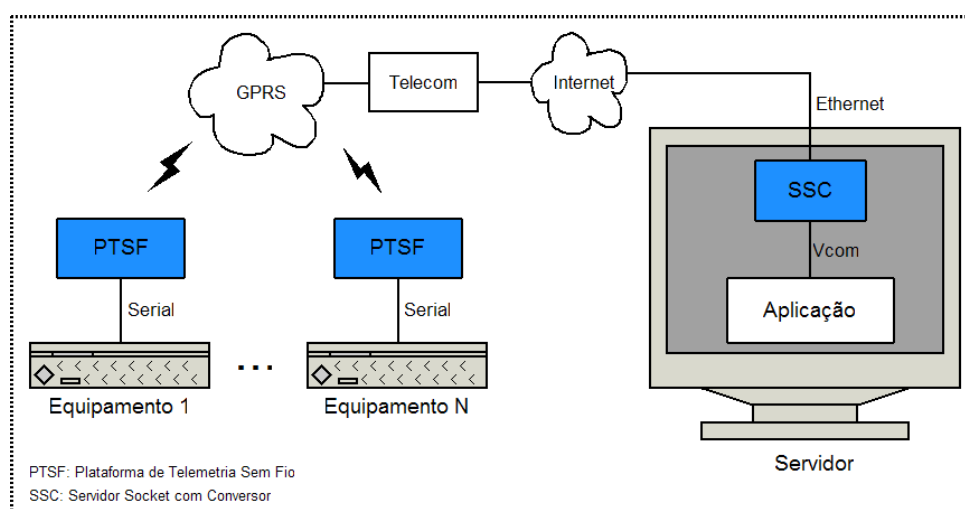 GPRS
Telecom
Internet
Ethernet
SSC
Vcom
Aplicação
PTSF
PTSF
Serial
Serial
...
Equipamento 1
Equipamento N
Servidor
PTSF: Plataforma de Telemetria Sem Fio
SSC: Servidor Socket com Conversor